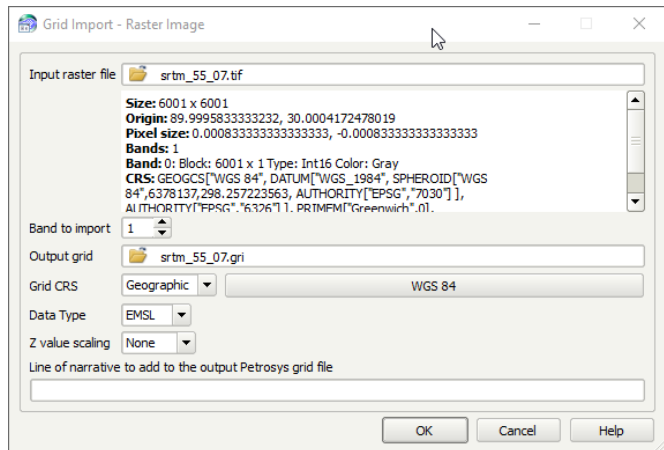 Grid Import - Raster Image
Input raster file srtm_55_07.tif
Size: 6001 x 6001
Origin: 89.9995833333232, 30.0004172478019
Pixel size: 0.000833333333333333, -0.000833333333333333
Bands: 1
Band: 0: Block: 6001 x 1 Type: Int16 Color: Gray
CRS: GEOGCS["WGS 84", DATUM["WGS_1984", SPHEROID["WGS
84",6378137,298.257223563, AUTHORITY["EPSG","7030"] ],
AUTHORITY["EPSG","6326"] ], PRIMEM["Greenwich",0],
Band to import 1
Output grid srtm_55_07.gri
Grid CRS Geographic WGS 84
Data Type EMSL
Z value scaling None
Line of narrative to add to the output Petrosys grid file
OK Cancel Help